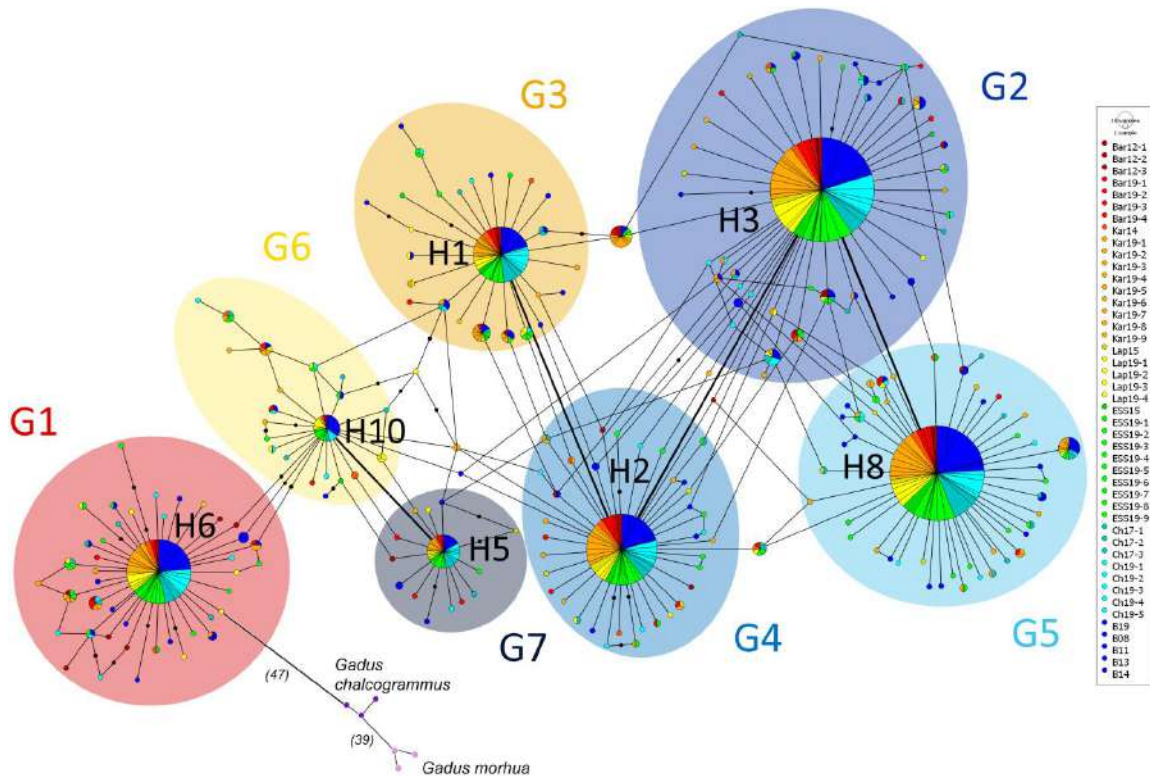 G3
G2
G6
G1
H1
H3
H10
H6
H5
H2
H8
G7
G4
G5
(47)
Gadus
chalcogrammus
(39)
Gadus morhua
1 sample
Bar12-1
Bar12-2
Bar12-3
Bar19-1
Bar19-2
Bar19-3
Bar19-4
Kar14
Kar19-1
Kar19-2
Kar19-3
Kar19-4
Kar19-5
Kar19-6
Kar19-7
Kar19-8
Kar19-9
Lap15
Lap19-1
Lap19-2
Lap19-3
Lap19-4
ESS15
ESS19-1
ESS19-2
ESS19-3
ESS19-4
ESS19-5
ESS19-6
ESS19-7
ESS19-8
ESS19-9
Ch17-1
Ch17-2
Ch17-3
Ch19-1
Ch19-2
Ch19-3
Ch19-4
Ch19-5
B19
B08
B11
B13
B14